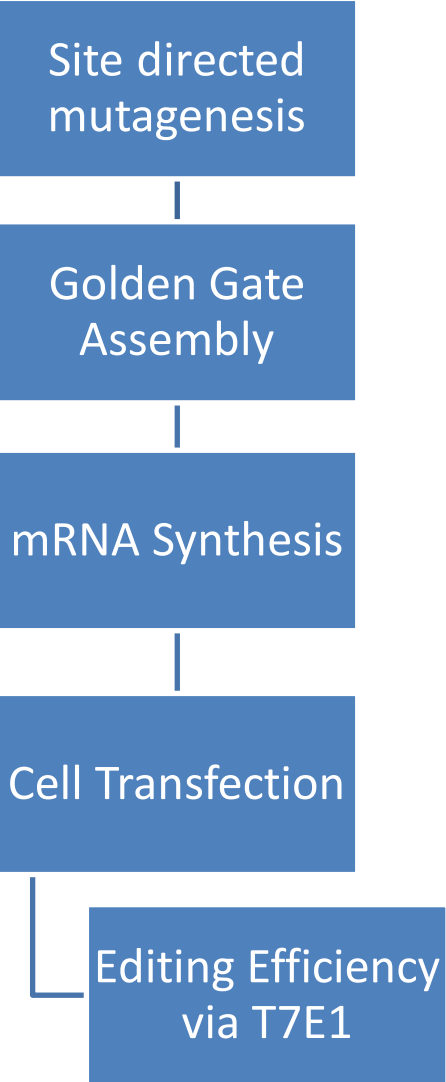 Site directed
mutagenesis
Golden Gate
Assembly
mRNA Synthesis
Cell Transfection
Editing Efficiency
via T7E1